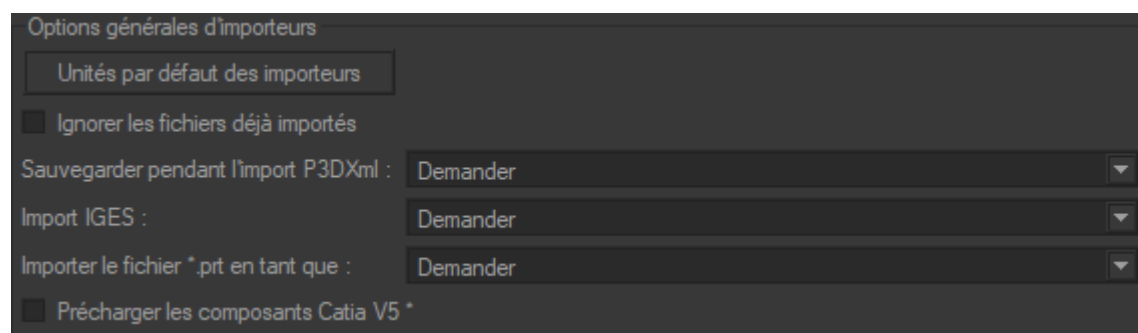 Options générales d'importeurs
Unités par défaut des importeurs
Ignorer les fichiers déjà importés
Sauvegarder pendant l'import P3DXml : Demander
Import IGES : Demander
Importer le fichier *.prt en tant que : Demander
Précharger les composants Catia V5 *